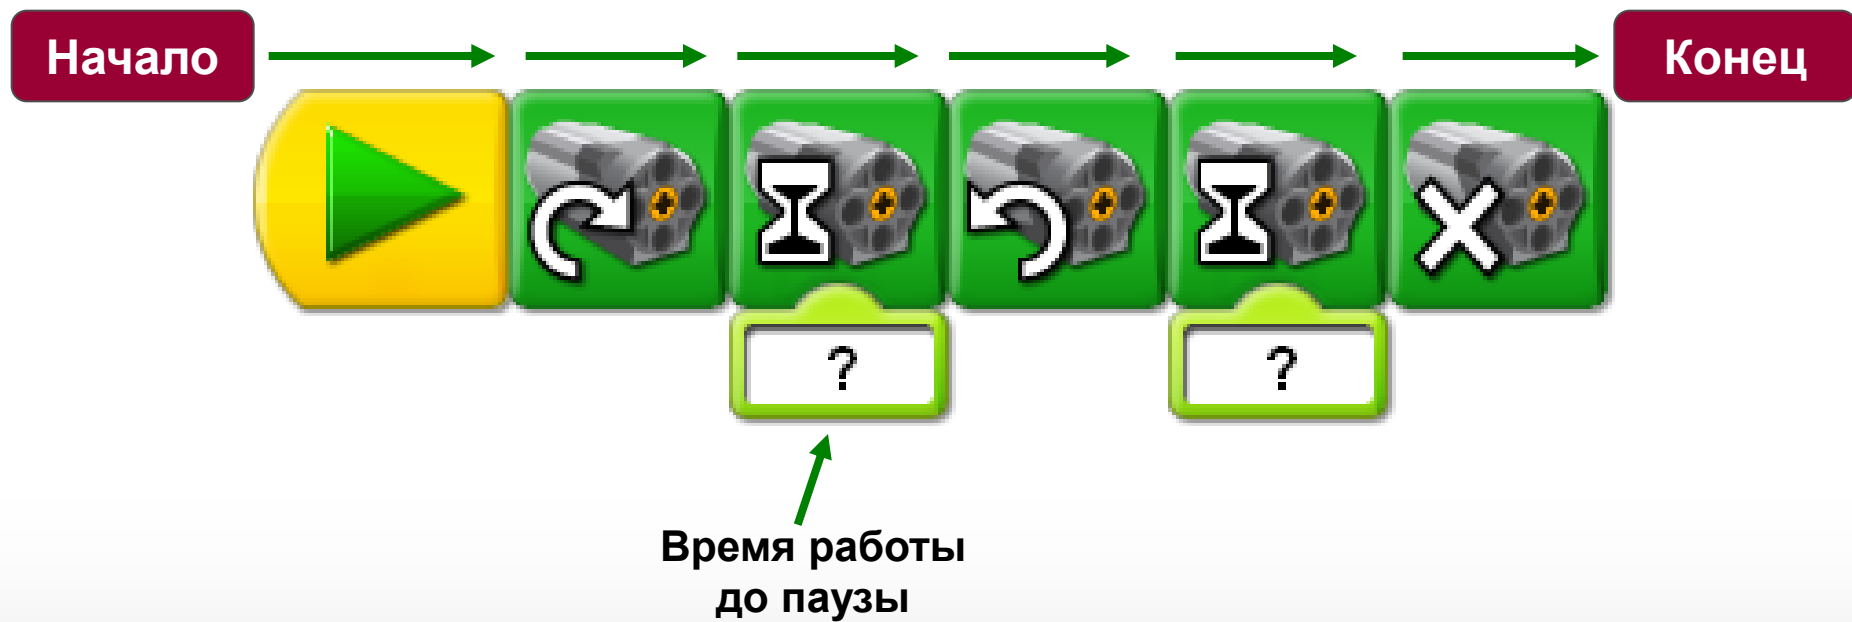 Начало
Конец
?
?
Время работы
до паузы